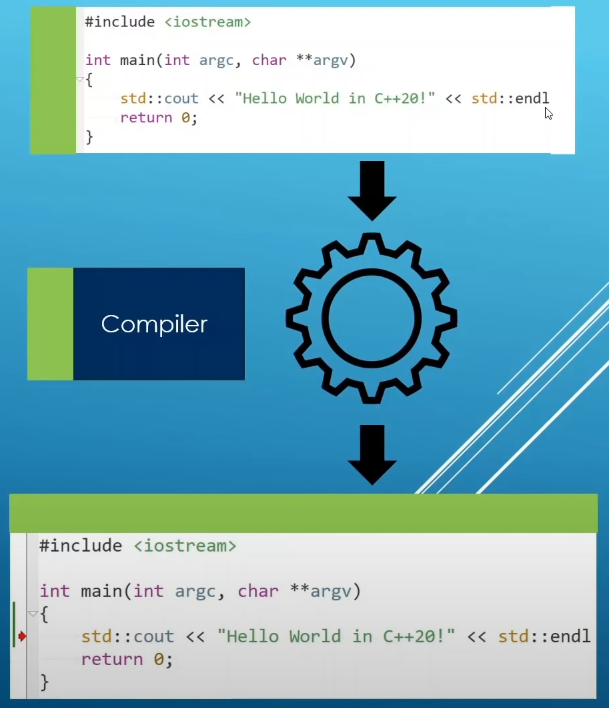 #include <iostream>
int main(int argc, char **argv)
{
std::cout << "Hello World in C++20!" << std::endl
return 0;
}
Compiler
#include <iostream>
int main(int argc, char **argv)
{
std::cout << "Hello World in C++20!" << std::endl
return 0;
}